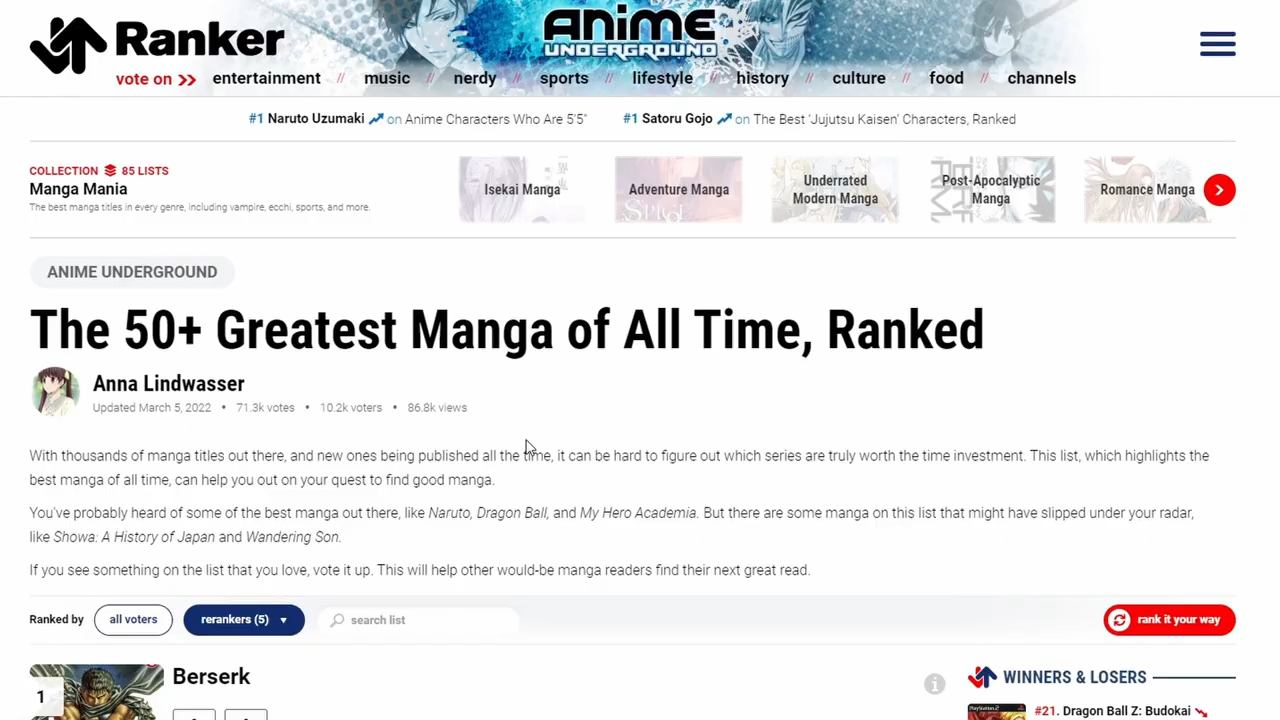 Ranker
Anime
UNDERGROUND
vote on >> entertainment // music // nerdy // sports // lifestyle // history // culture // food // channels
#1 Naruto Uzumaki on Anime Characters Who Are 5'5"
#1 Satoru Gojo on The Best 'Jujutsu Kaisen' Characters, Ranked
COLLECTION 85 LISTS
Manga Mania
The best manga titles in every genre, including vampire, ecchi, sports, and more.
Isekai Manga
Adventure Manga
Underrated
Modern Manga
Post-Apocalyptic
Manga
Romance Manga
ANIME UNDERGROUND
The 50+ Greatest Manga of All Time, Ranked
Anna Lindwasser
Updated March 5, 2022 • 71.3k votes • 10.2k voters • 86.8k views
With thousands of manga titles out there, and new ones being published all the time, it can be hard to figure out which series are truly worth the time investment. This list, which highlights the
best manga of all time, can help you out on your quest to find good manga.
You've probably heard of some of the best manga out there, like Naruto, Dragon Ball, and My Hero Academia. But there are some manga on this list that might have slipped under your radar,
like Showa: A History of Japan and Wandering Son.
If you see something on the list that you love, vote it up. This will help other would-be manga readers find their next great read.
Ranked by all voters rerankers (5) search list rank it your way
1
Berserk
WINNERS & LOSERS
#21. Dragon Ball Z: Budokai